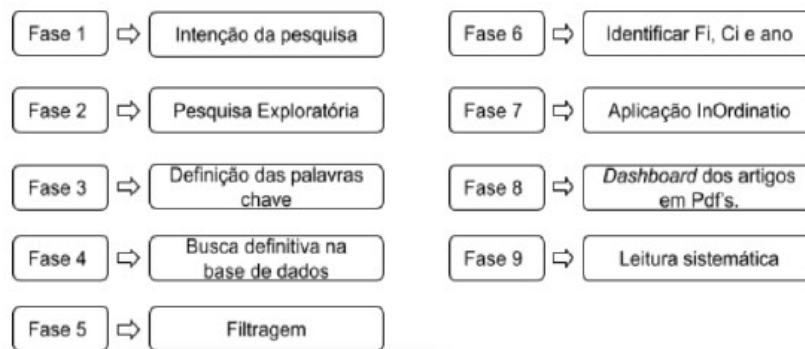 Fase 1
Intenção da pesquisa
Fase 2
Pesquisa Exploratória
Fase 3
Definição das palavras
chave
Fase 4
Busca definitiva na
base de dados
Fase 5
Filtragem
Fase 6
Identificar Fi, Ci e ano
Fase 7
Aplicação InOrdinatio
Fase 8
Dashboard dos artigos
em Pdf's.
Fase 9
Leitura sistemática